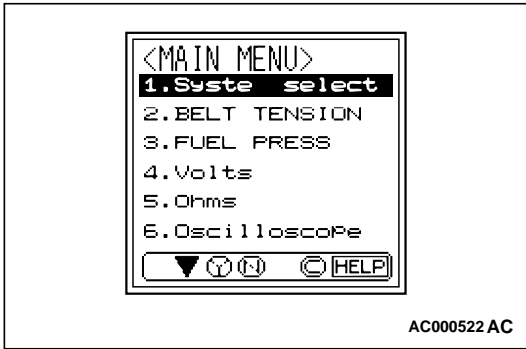 <MAIN MENU>
1.Syste select
2.BELT TENSION
3.FUEL PRESS
4.Volts
5.Ohms
6.Oscilloscope
▼ Y N C HELP
AC000522 AC